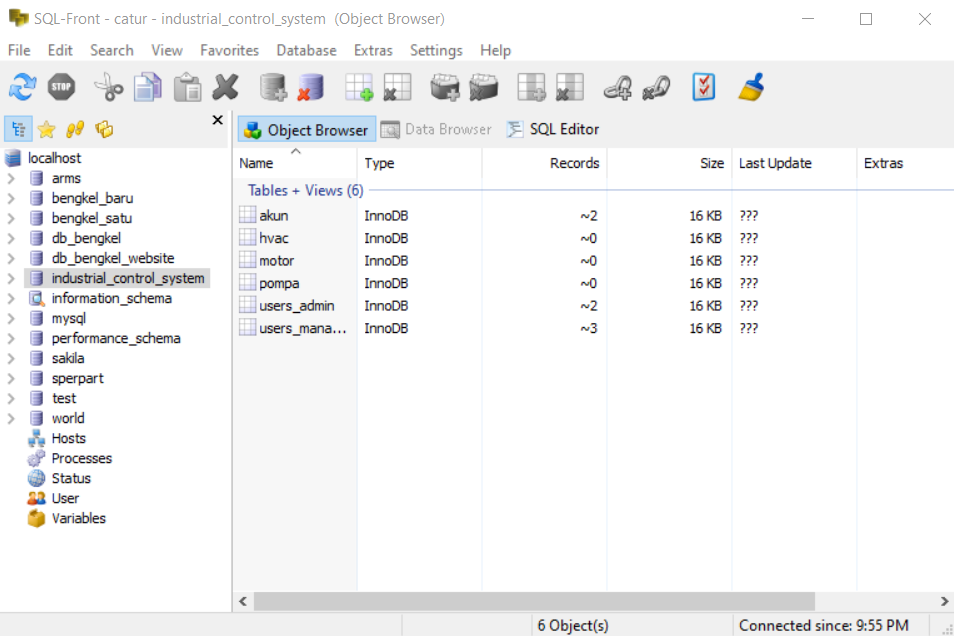 SQL-Front - catur - industrial_control_system (Object Browser)
File Edit Search View Favorites Database Extras Settings Help
STOP
Object Browser Data Browser SQL Editor
localhost
arms
bengkel_baru
bengkel_satu
db_bengkel
db_bengkel_website
industrial_control_system
information_schema
mysql
performance_schema
sakila
sperpart
test
world
Hosts
Processes
Status
User
Variables
Name Type Records Size Last Update Extras
Tables + Views (6)
akun InnoDB ~2 16 KB ???
hvac InnoDB ~0 16 KB ???
motor InnoDB ~0 16 KB ???
pompa InnoDB ~0 16 KB ???
users_admin InnoDB ~2 16 KB ???
users_mana... InnoDB ~3 16 KB ???
6 Object(s) Connected since: 9:55 PM